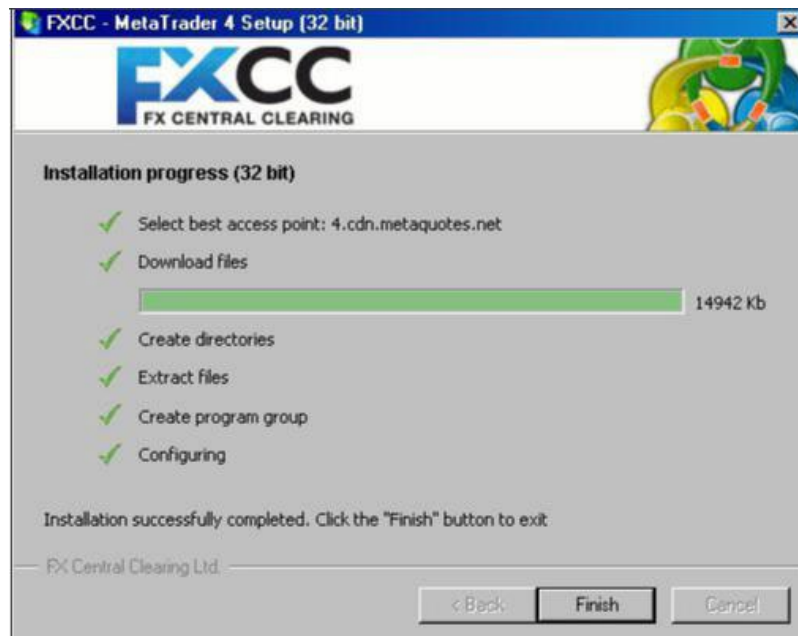 FXCC - MetaTrader 4 Setup (32 bit)
FXCC
FX CENTRAL CLEARING
Installation progress (32 bit)
Select best access point: 4.cdn.metaquotes.net
Download files
14942 Kb
Create directories
Extract files
Create program group
Configuring
Installation successfully completed. Click the "Finish" button to exit
FX Central Clearing Ltd.
< Back Finish Cancel